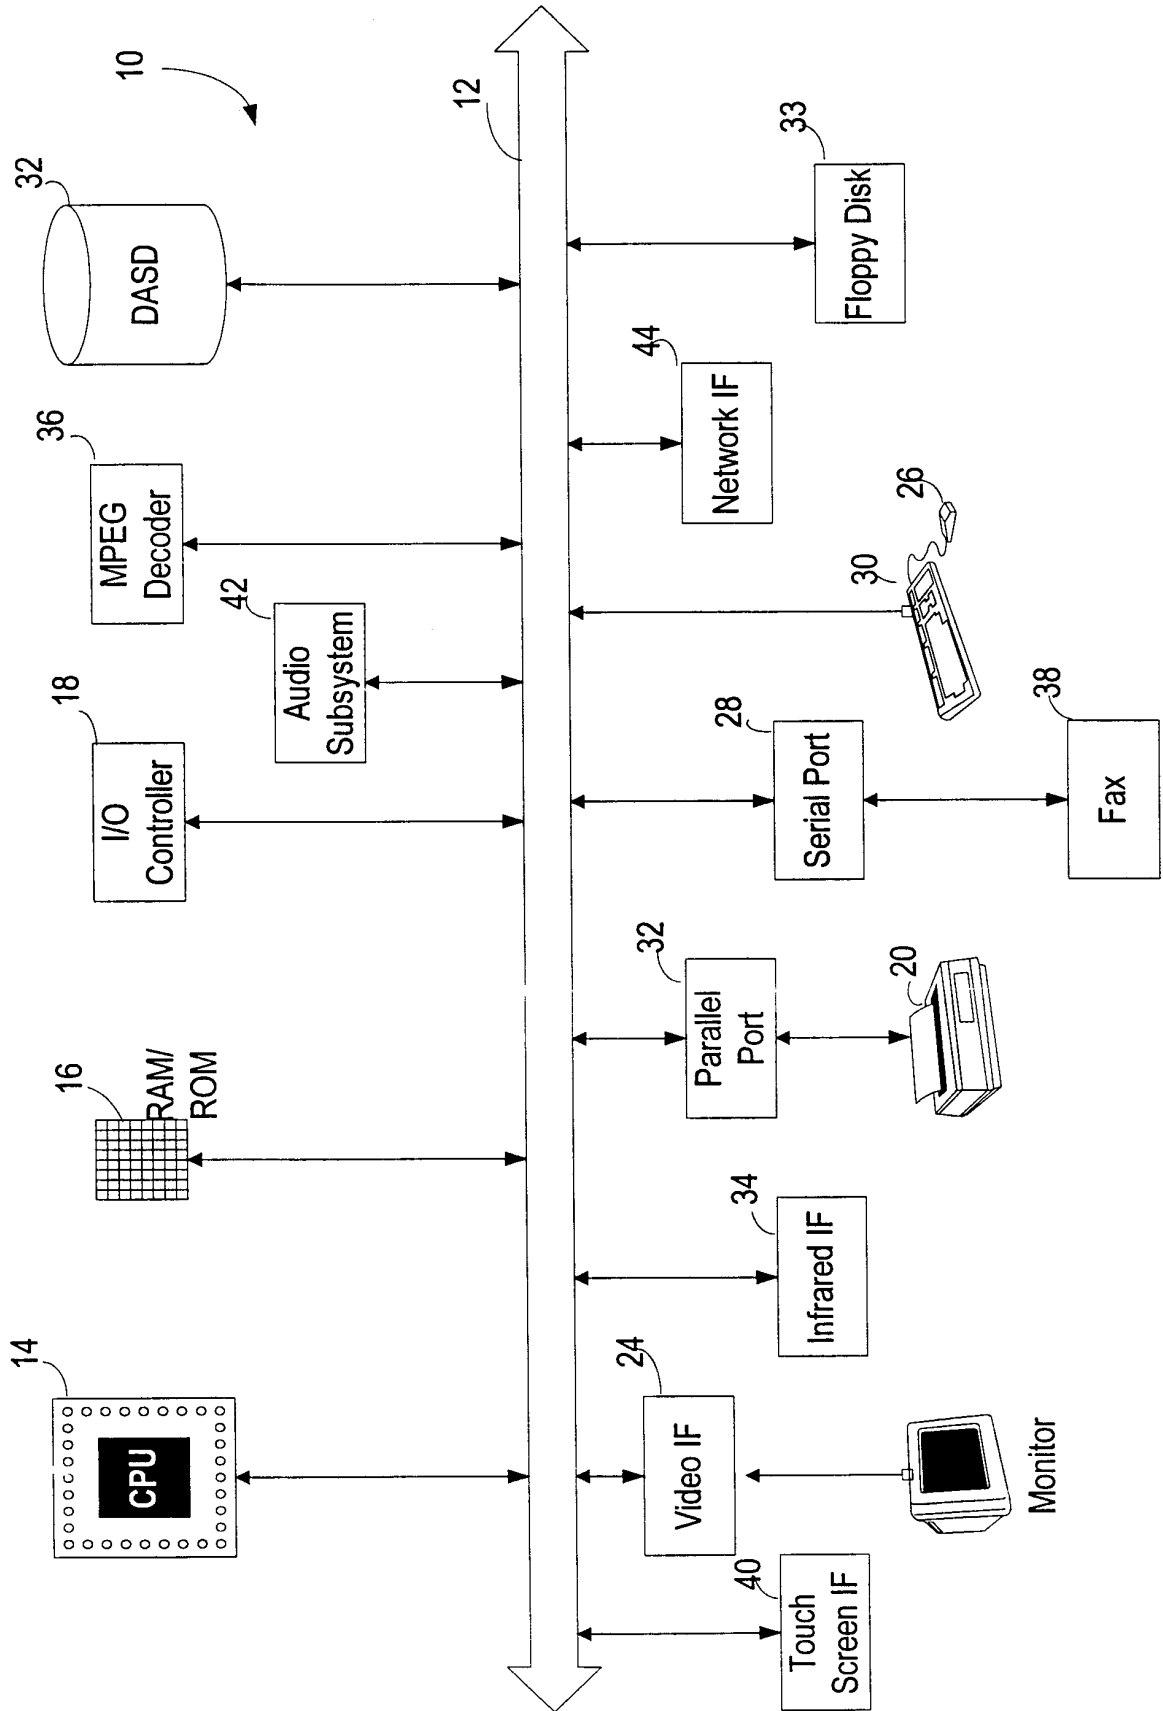 10
32
DASD
36
MPEG
Decoder
42
Audio
Subsystem
18
I/O
Controller
16
RAM/
ROM
14
CPU
12
33
Floppy Disk
44
Network IF
26
30
28
Serial Port
38
Fax
32
Parallel
Port
20
34
Infrared IF
24
Video IF
Monitor
40
Touch
Screen IF